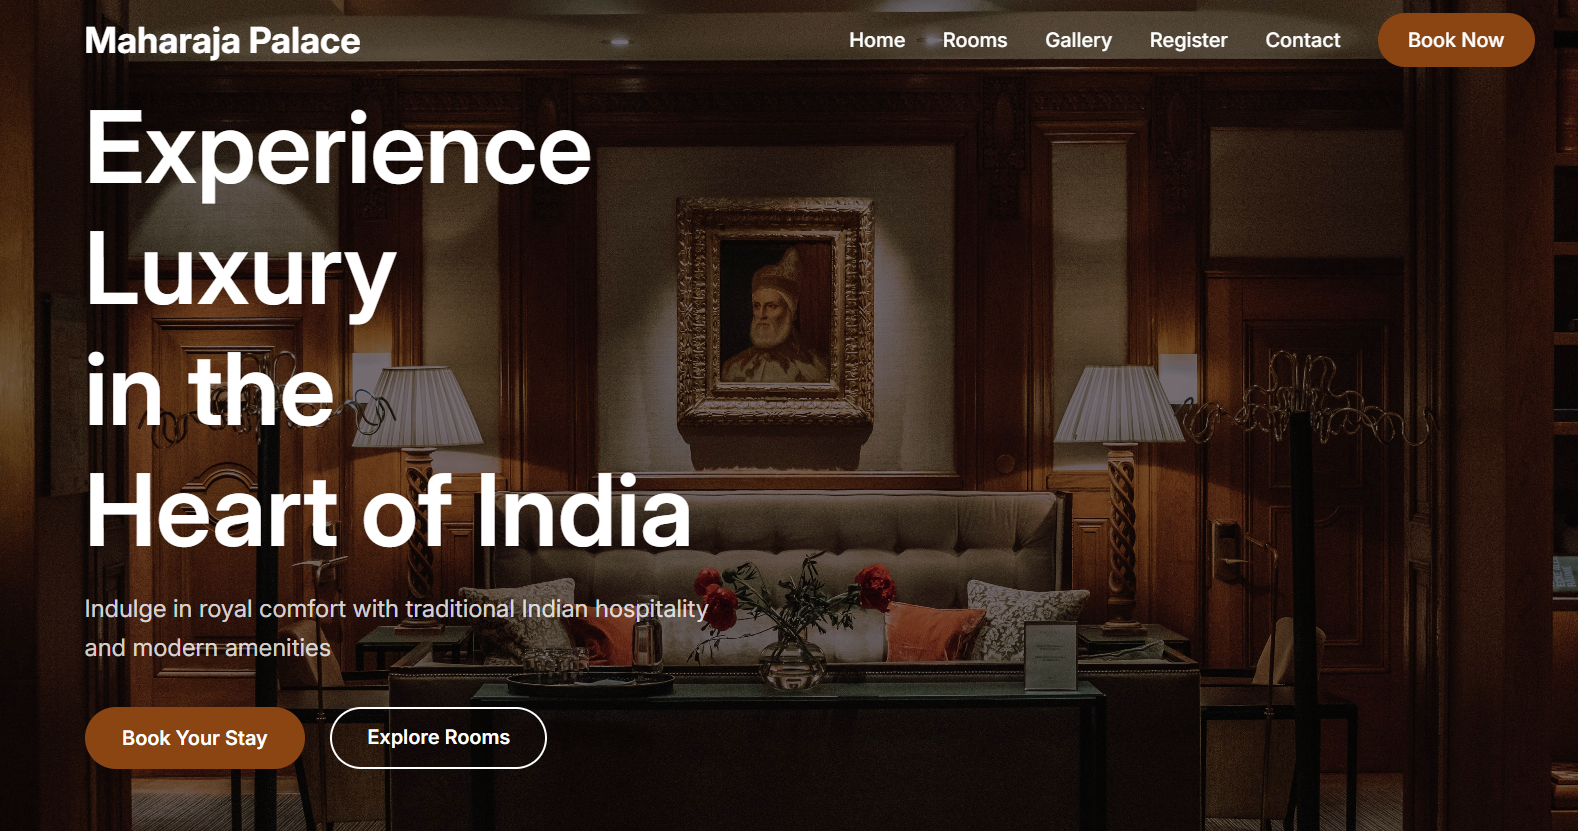 Maharaja Palace
Home Rooms Gallery Register Contact Book Now
Experience
Luxury
in the
Heart of India
Indulge in royal comfort with traditional Indian hospitality
and modern amenities
Book Your Stay Explore Rooms